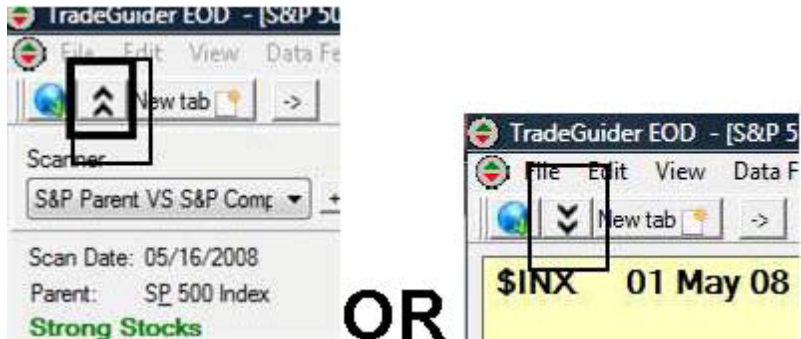 TradeGuider EOD - [S&P 50
File Edit View Data Fe
New tab ->
Scanner
S&P Parent VS S&P Comp
Scan Date: 05/16/2008
Parent: SP 500 Index
Strong Stocks
OR
TradeGuider EOD - [S&P 5
File Edit View Data F
New tab ->
$INX 01 May 08